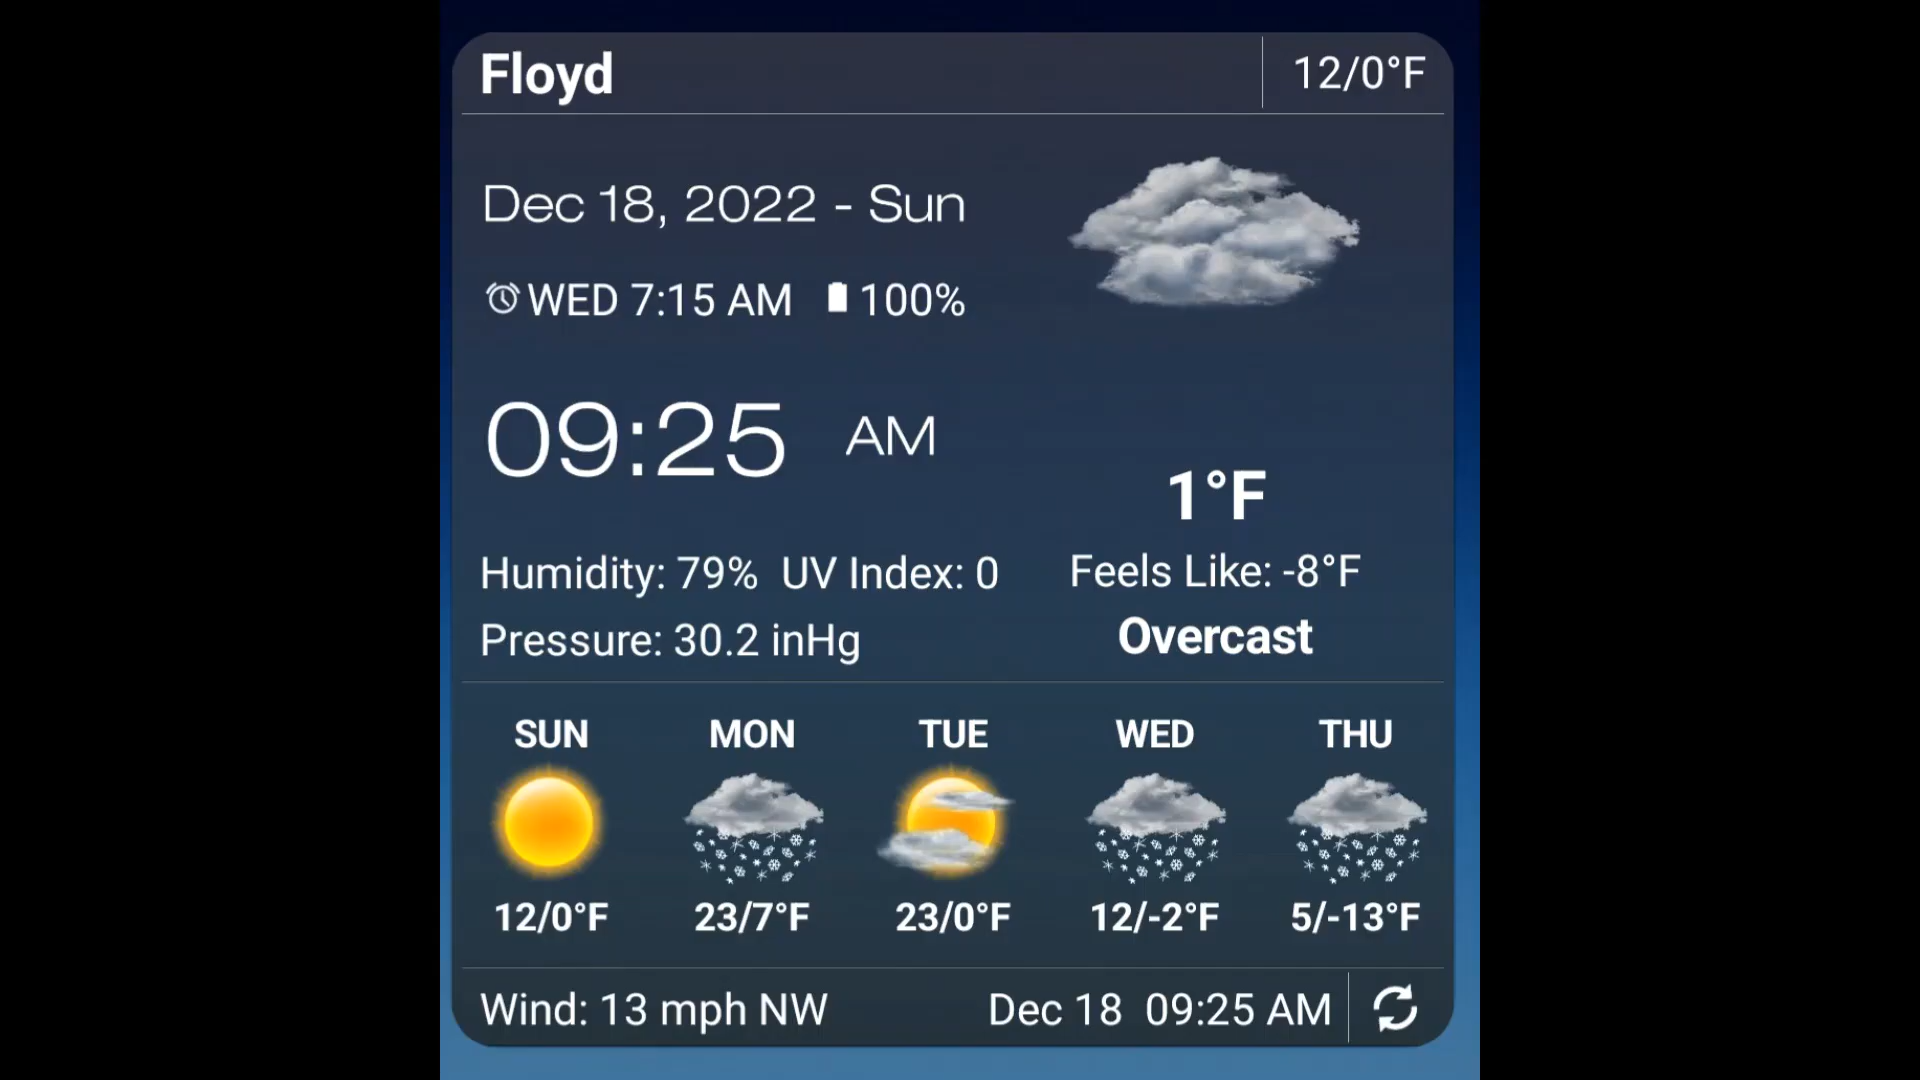 Floyd 12/0°F
Dec 18, 2022 - Sun
WED 7:15 AM 100%
09:25 AM
1°F
Humidity: 79% UV Index: 0 Feels Like: -8°F
Pressure: 30.2 inHg Overcast
SUN MON TUE WED THU
12/0°F 23/7°F 23/0°F 12/-2°F 5/-13°F
Wind: 13 mph NW Dec 18 09:25 AM